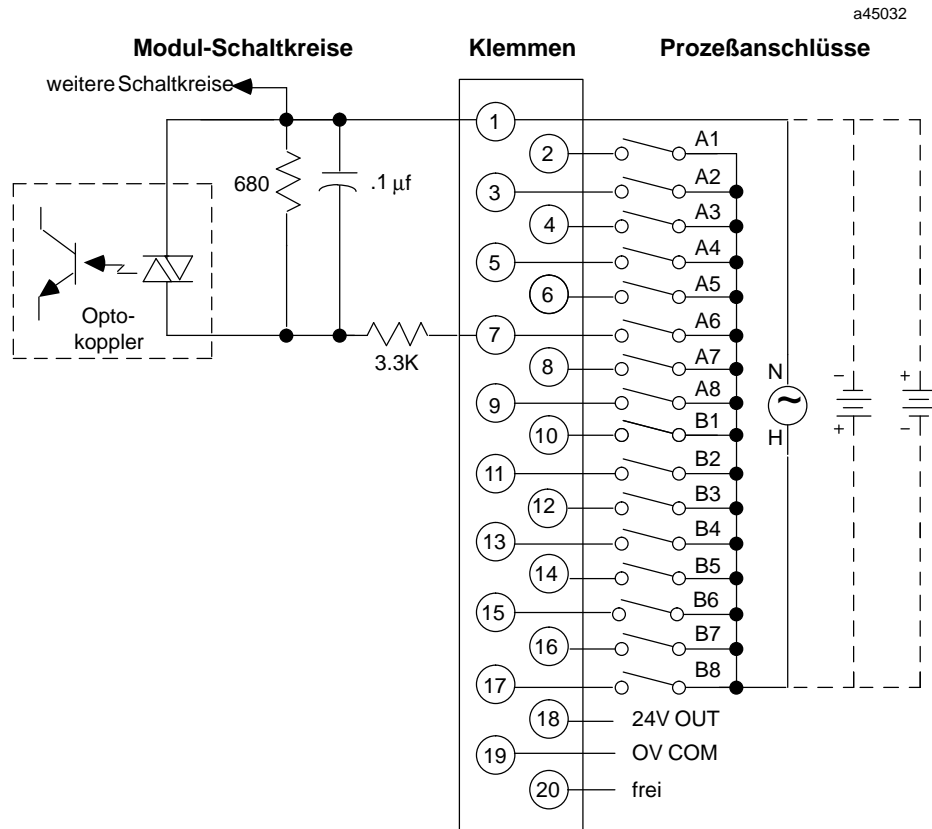 a45032
Modul-Schaltkreise Klemmen Prozeßanschlüsse
weitere Schaltkreise
1
2 A1
680 .1 µf
3 A2
4 A3
5 A4
6 A5
Opto-
koppler
3.3K
7 A6
8 A7
9 A8
10 B1
N
~
H
− +
+ −
11 B2
12 B3
13 B4
14 B5
15 B6
16 B7
17 B8
18 24V OUT
19 OV COM
20 frei